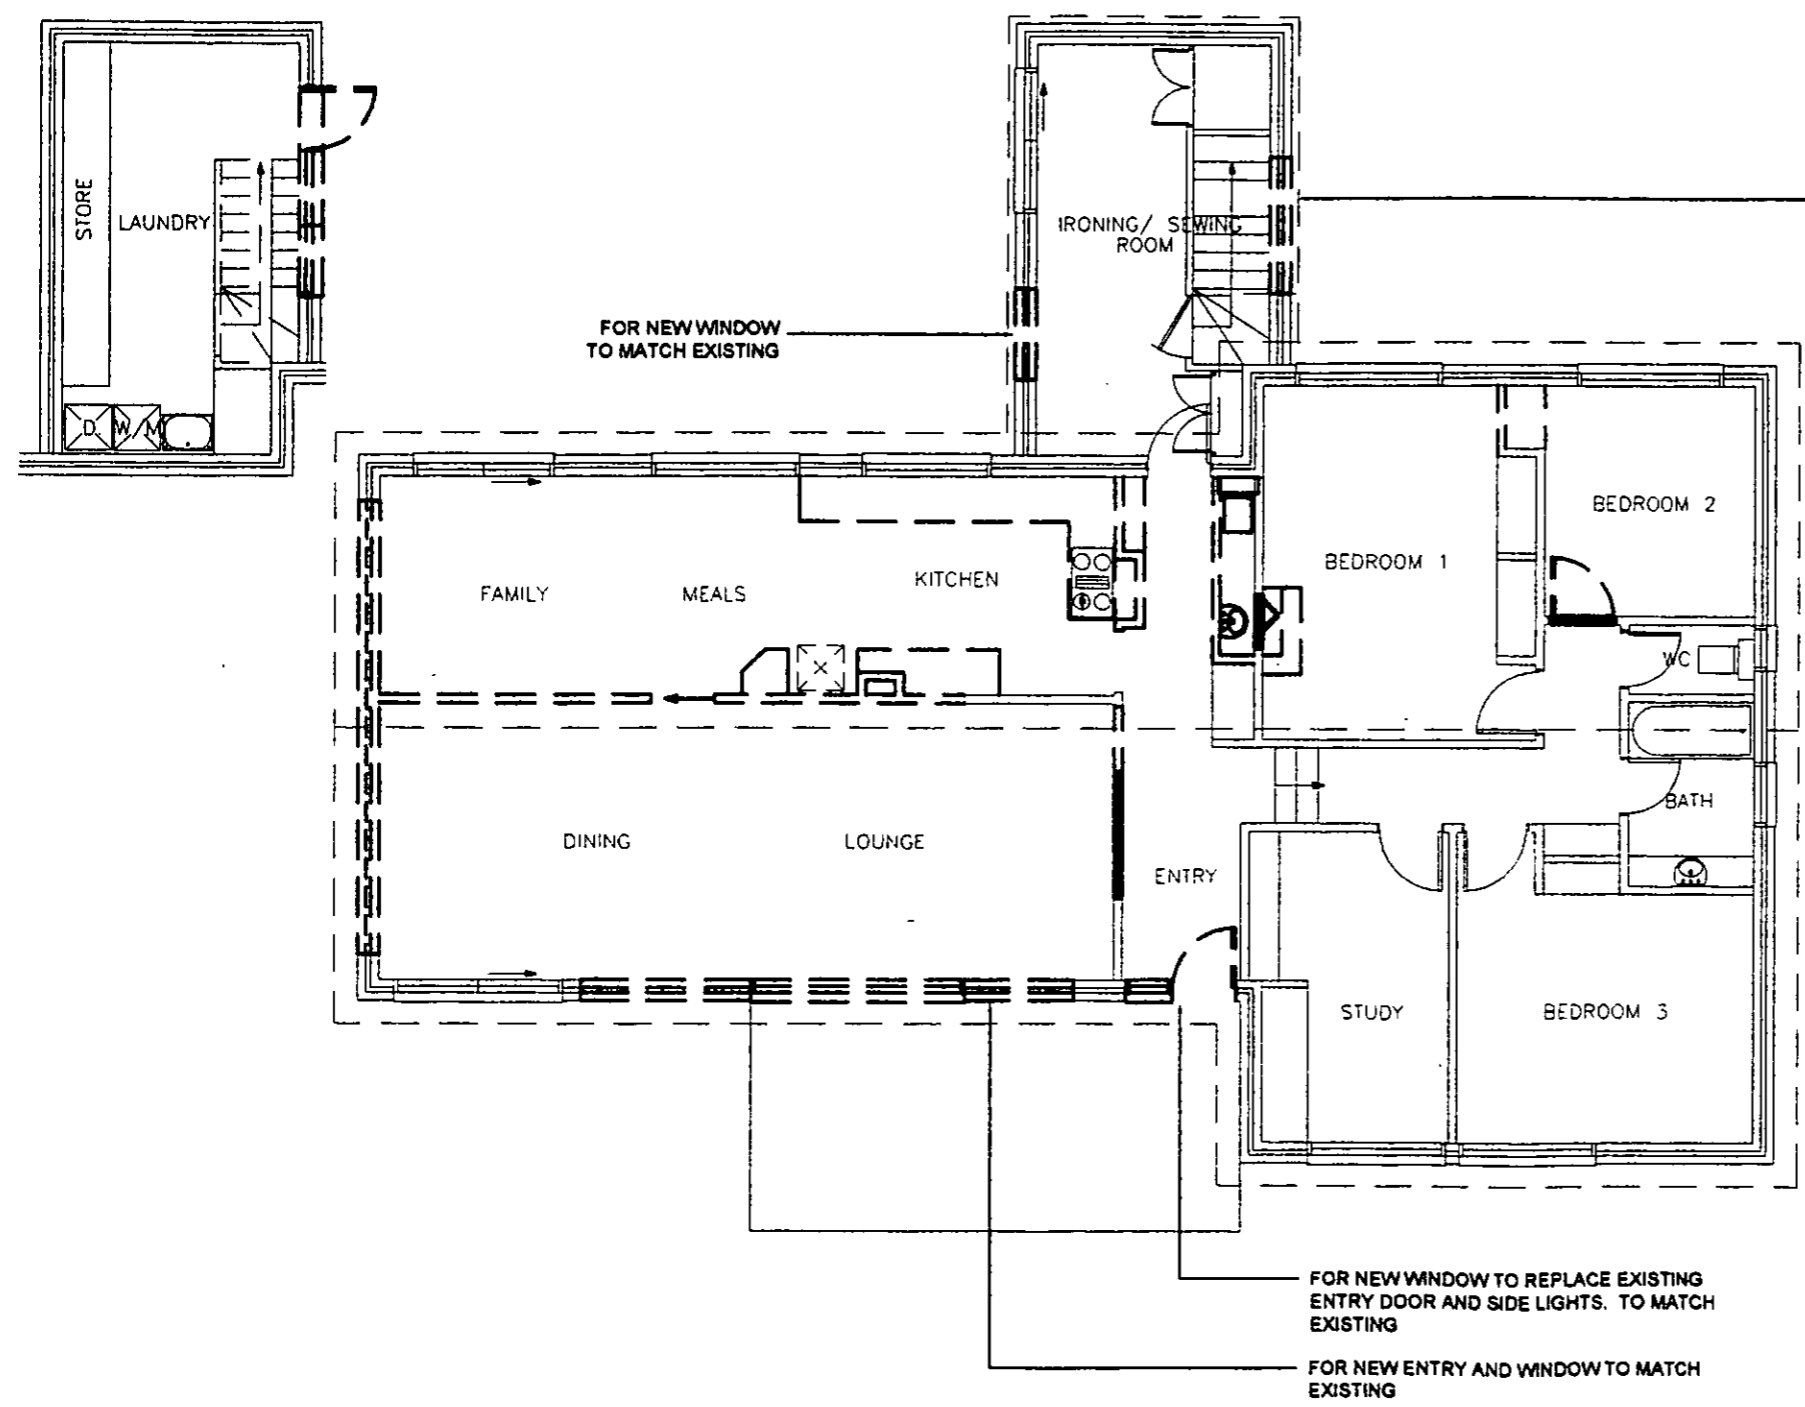 STORE
LAUNDRY
D
W/M
IRONING/ SEWING
ROOM
FOR NEW WINDOW
TO MATCH EXISTING
BEDROOM 2
BEDROOM 1
KITCHEN
FAMILY
MEALS
WC
BATH
DINING
LOUNGE
ENTRY
STUDY
BEDROOM 3
FOR NEW WINDOW TO REPLACE EXISTING
ENTRY DOOR AND SIDE LIGHTS. TO MATCH
EXISTING
FOR NEW ENTRY AND WINDOW TO MATCH
EXISTING